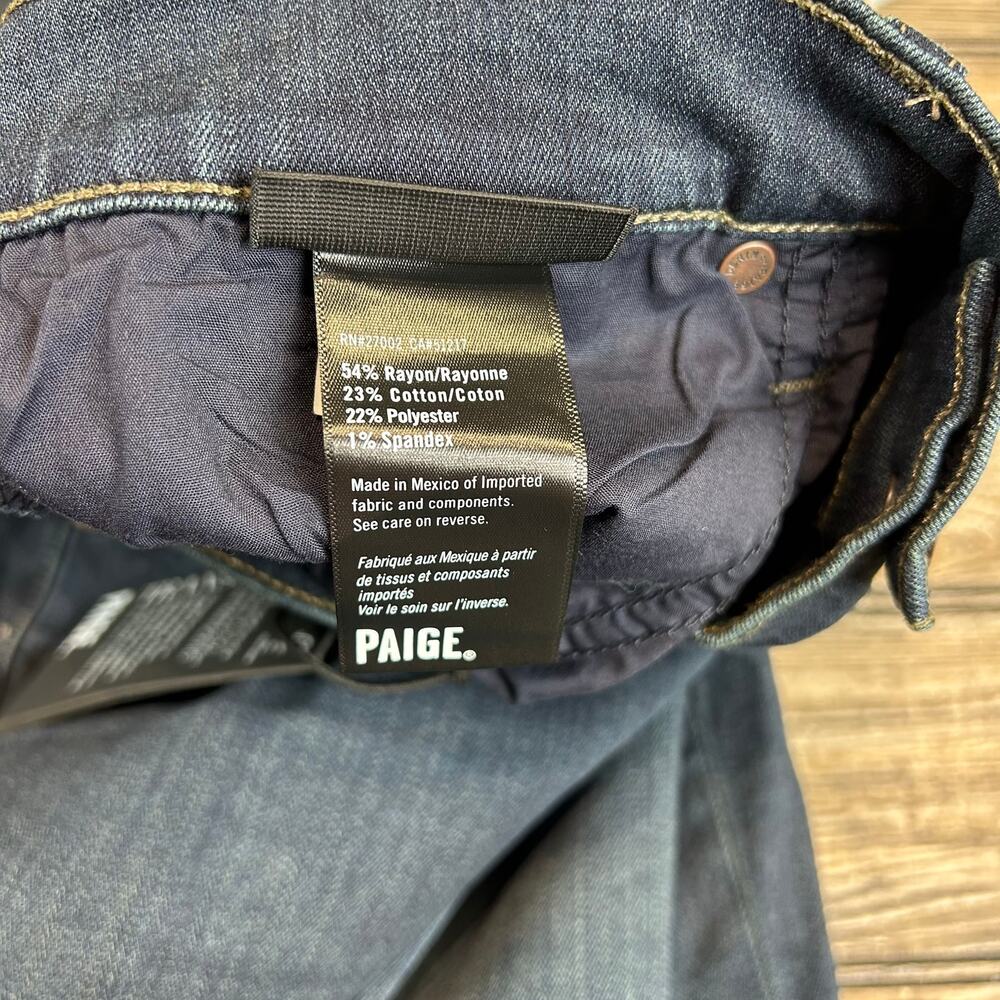 RN#27002 CA#51217
54% Rayon/Rayonne
23% Cotton/Coton
22% Polyester
1% Spandex
Made in Mexico of Imported
fabric and components.
See care on reverse.
Fabriqué aux Mexique à partir
de tissus et composants
importés
Voir le soin sur l'inverse.
PAIGE®